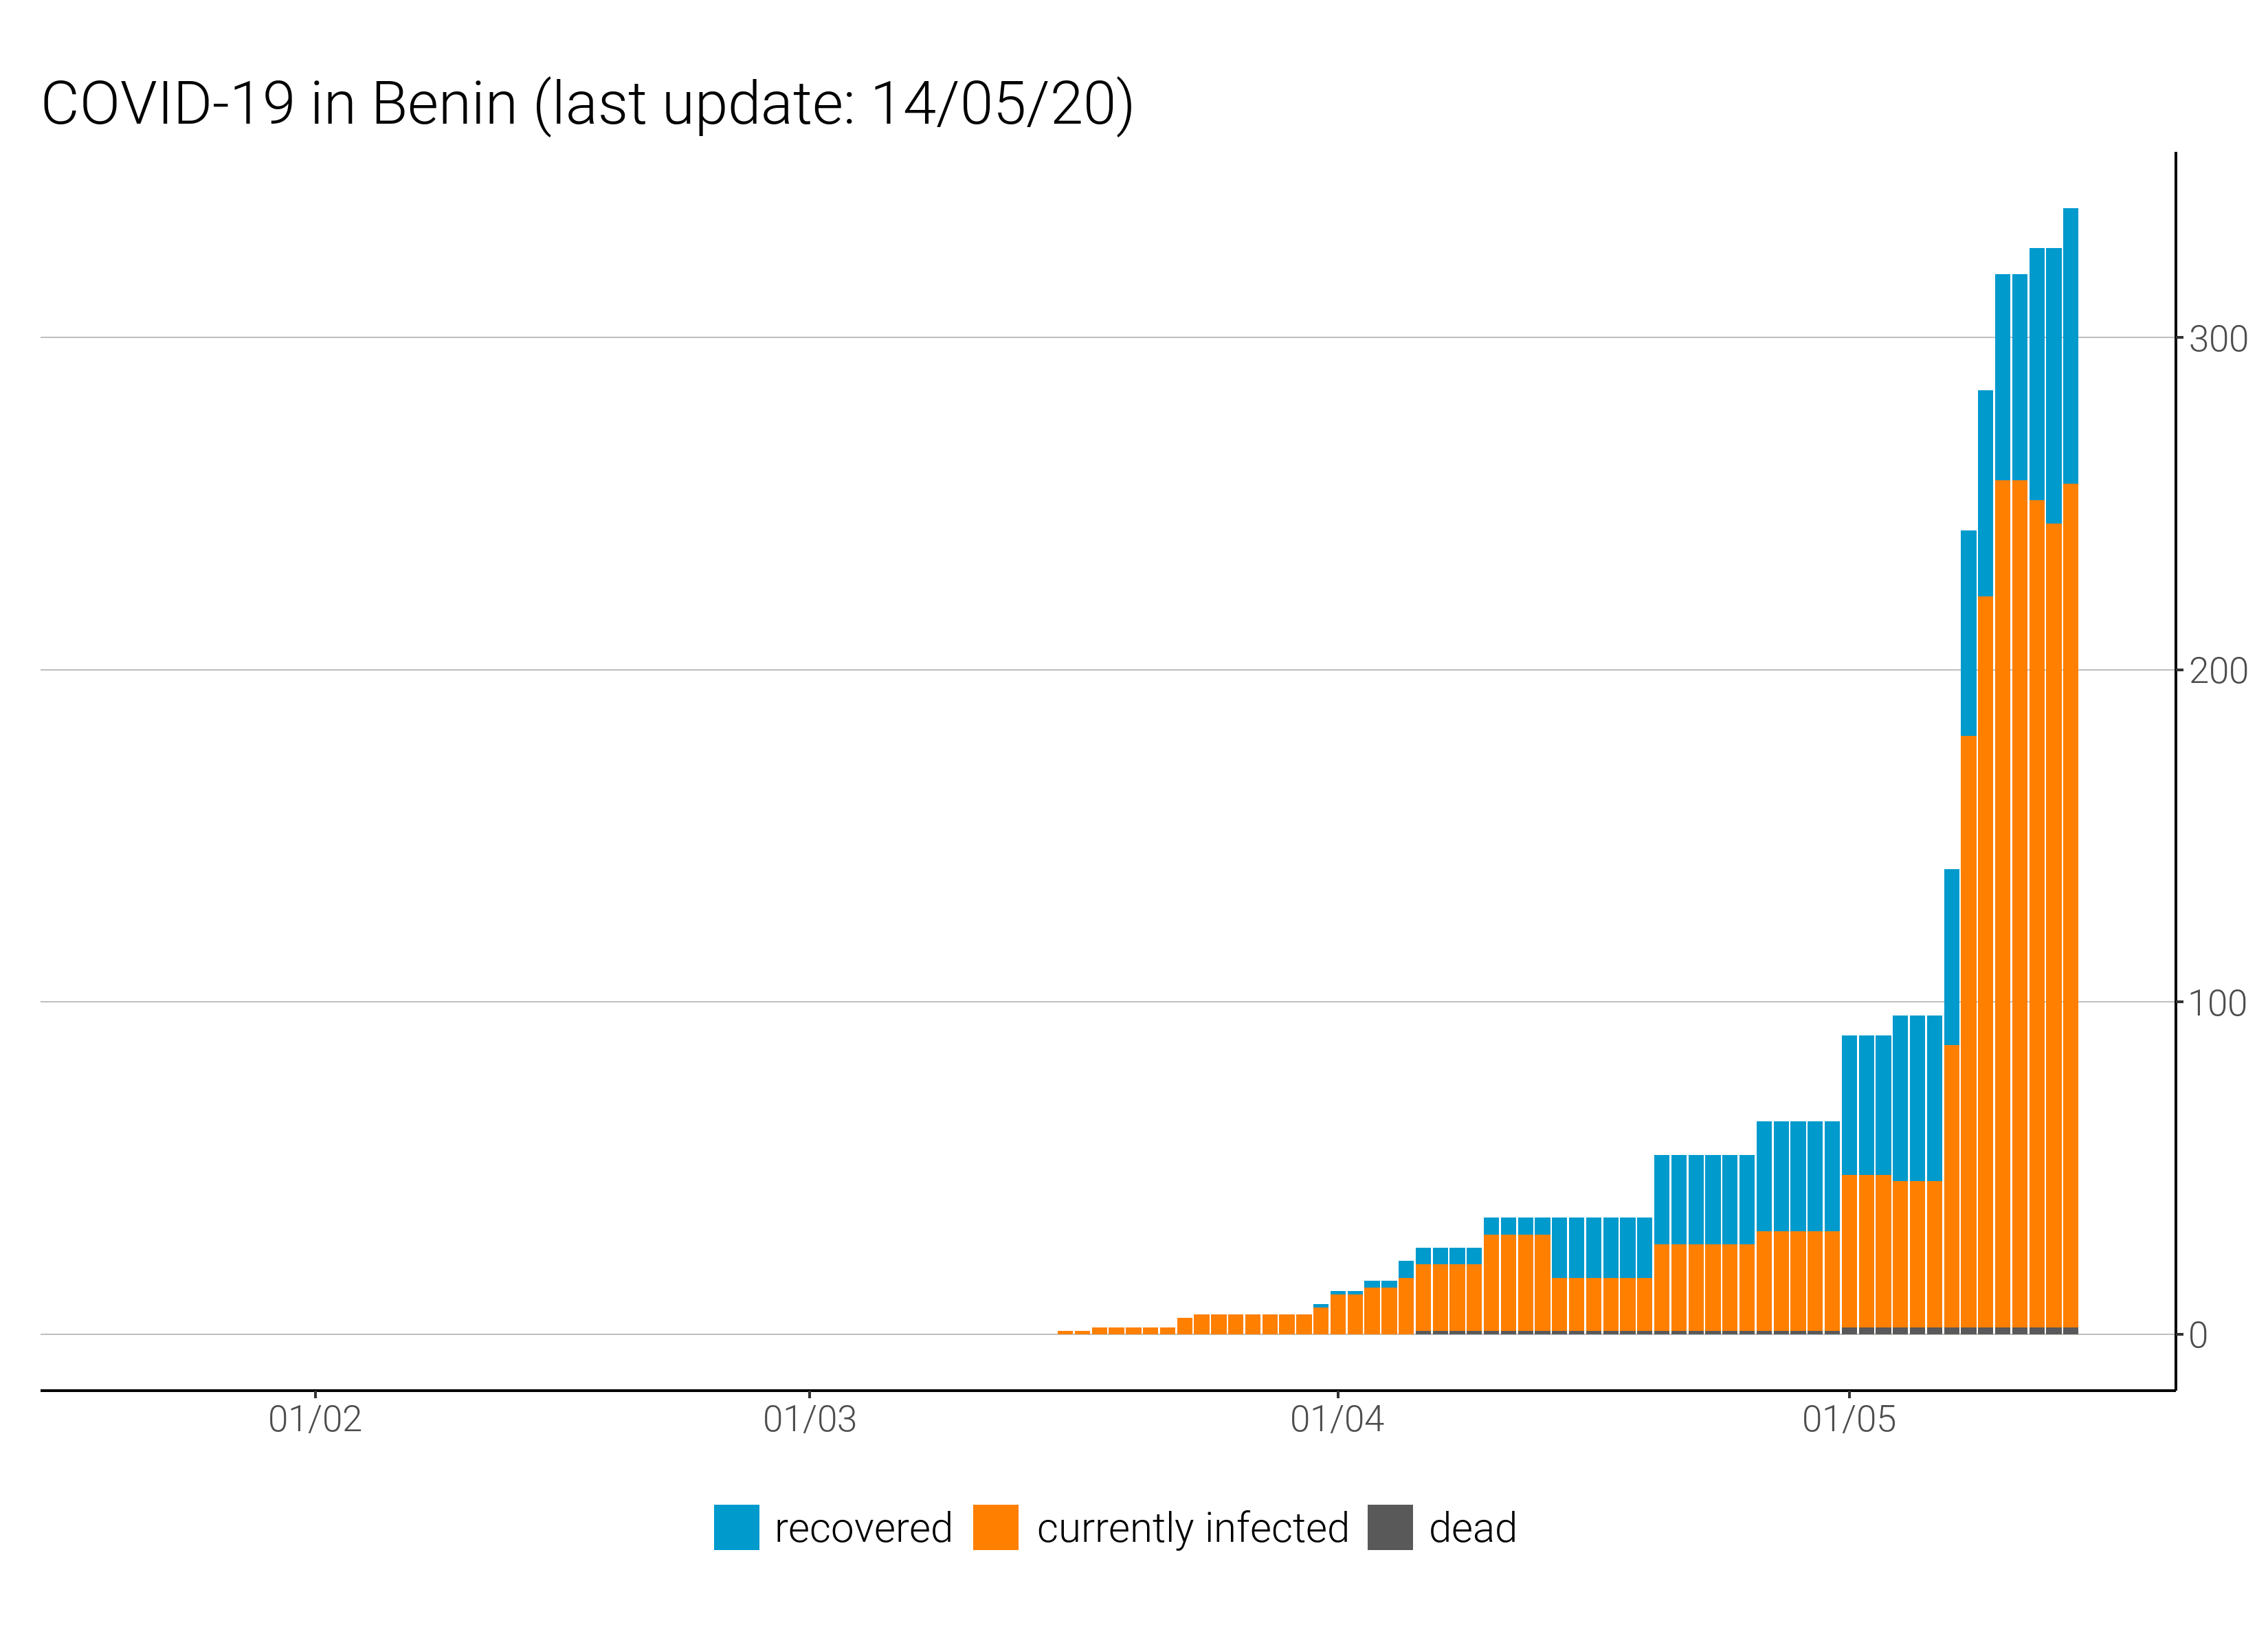 COVID-19 in Benin (last update: 14/05/20)
300
200
100
0
01/02 01/03 01/04 01/05
recovered currently infected dead